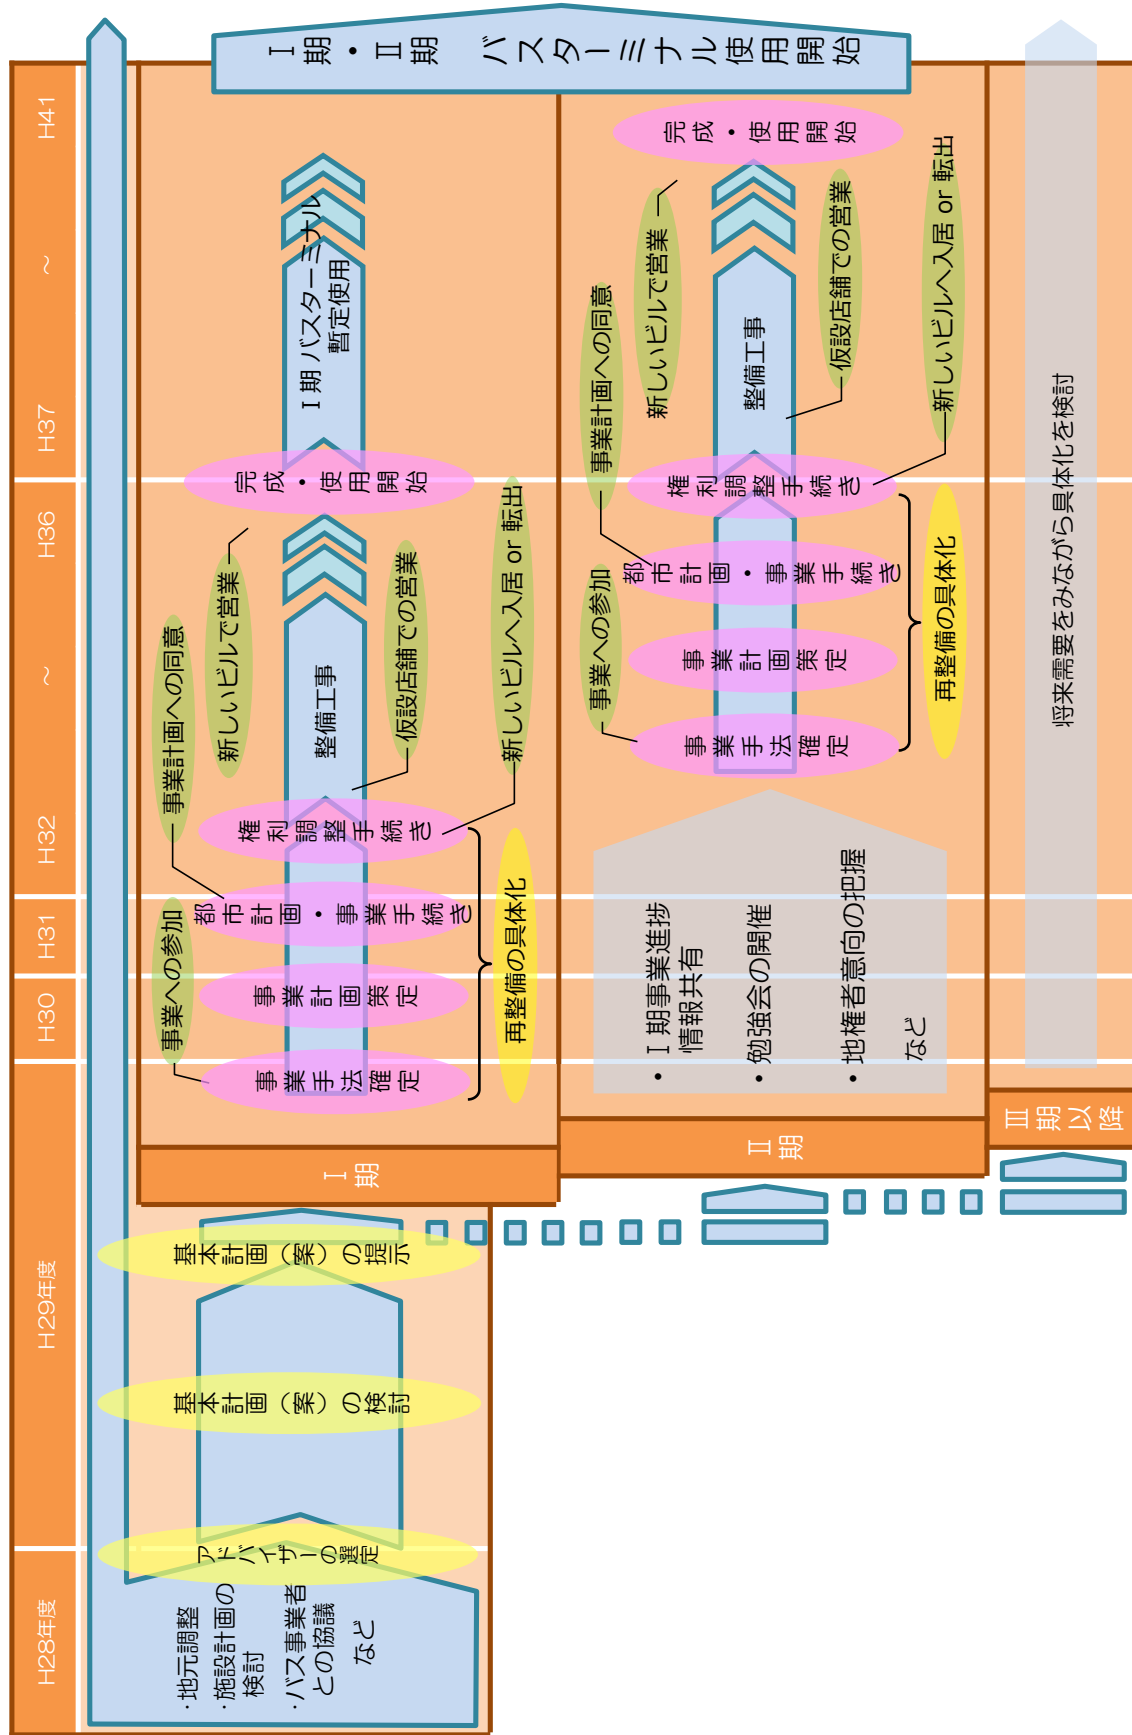 H28年度
H29年度
H30
H31
H32
～
H36
H37
～
H41
・地元調整
・施設計画の
検討
・バス事業者
との協議
など
アドバイザーの選定
基本計画（案）の検討
基本計画（案）の提示
Ⅰ期
事業手法確定
事業計画策定
都市計画・事業手続き
権利調整手続き
事業への参加
事業計画への同意
新しいビルで営業
整備工事
仮設店舗での営業
新しいビルへ入居 or 転出
再整備の具体化
完成・使用開始
Ⅰ期 バスターミナル
暫定使用
Ⅰ期・Ⅱ期　バスターミナル使用開始
Ⅱ期
・Ⅰ期事業進捗
情報共有
・勉強会の開催
・地権者意向の把握
など
事業手法確定
事業計画策定
都市計画・事業手続き
権利調整手続き
事業への参加
事業計画への同意
新しいビルで営業
整備工事
仮設店舗での営業
新しいビルへ入居 or 転出
再整備の具体化
完成・使用開始
Ⅲ期以降
将来需要をみながら具体化を検討